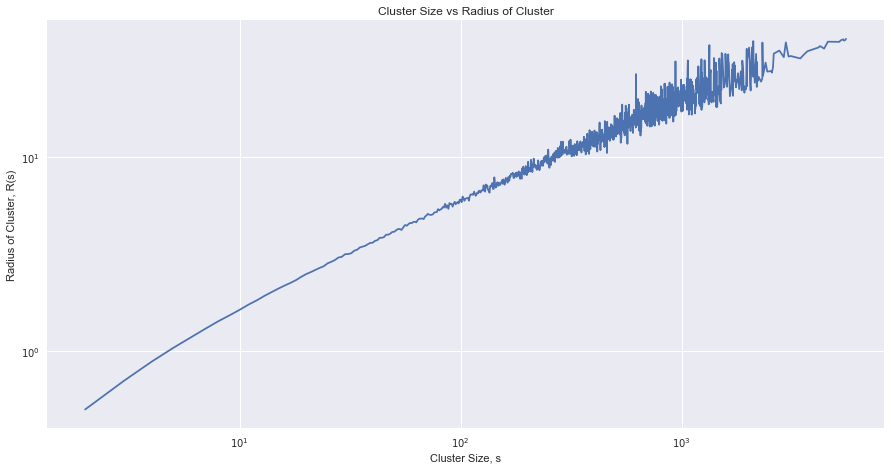 Cluster Size vs Radius of Cluster
Radius of Cluster, R(s)
10¹
10⁰
10¹
10²
10³
Cluster Size, s